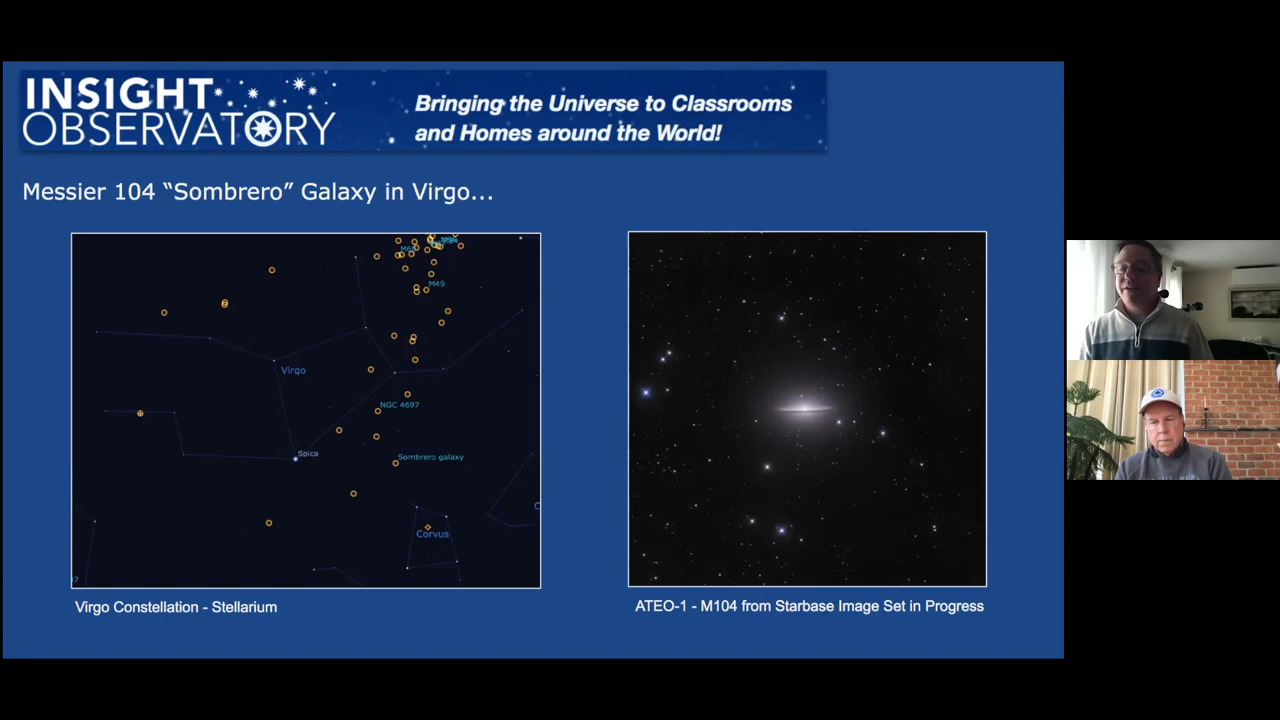 INSIGHT
OBSERVATORY
Bringing the Universe to Classrooms
and Homes around the World!
Messier 104 “Sombrero” Galaxy in Virgo...
M49
Virgo
NGC 4697
Spica
Sombrero galaxy
Corvus
Virgo Constellation - Stellarium
ATEO-1 - M104 from Starbase Image Set in Progress